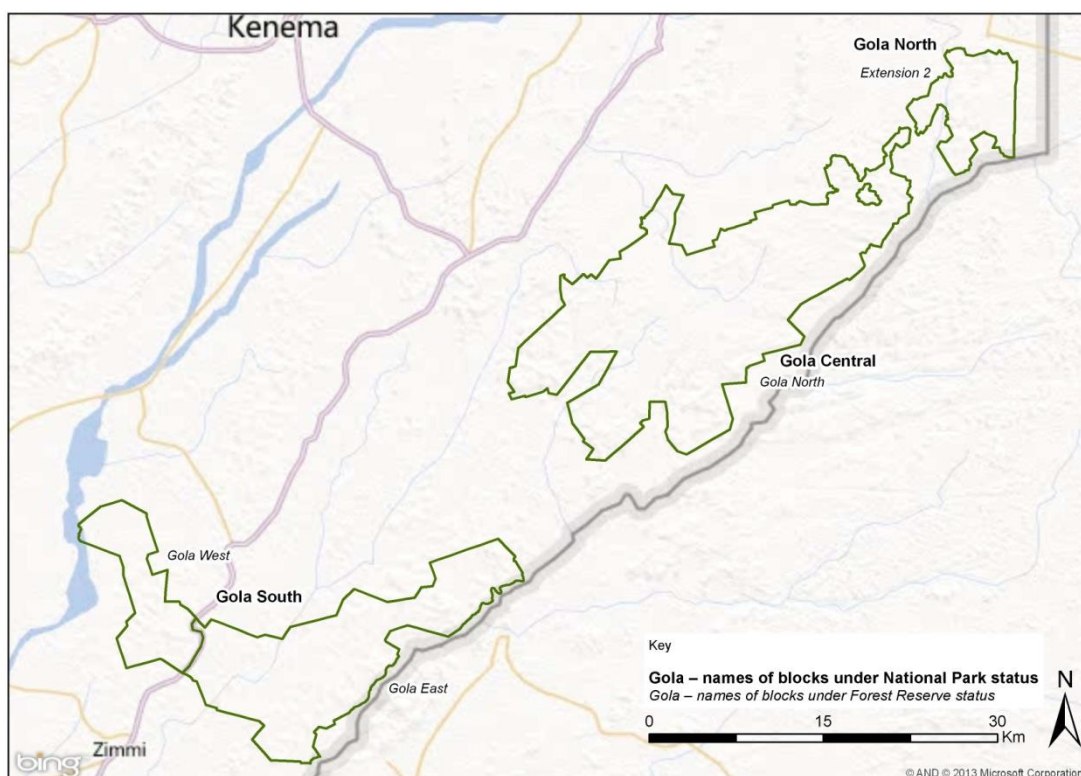 Kenema
Gola North
Extension 2
Gola Central
Gola North
Gola West
Gola South
Gola East
Zimmi
Key
Gola – names of blocks under National Park status
Gola – names of blocks under Forest Reserve status
0 15 30
Km
N
bing
© AND © 2013 Microsoft Corporation